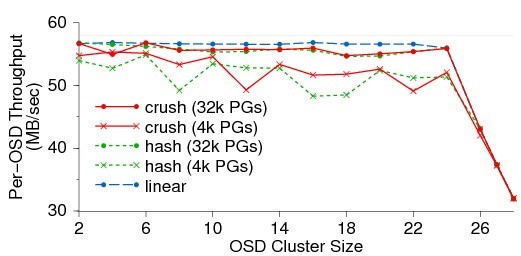 60
50
40
30
Per−OSD Throughput
(MB/sec)
crush (32k PGs)
crush (4k PGs)
hash (32k PGs)
hash (4k PGs)
linear
2 6 10 14 18 22 26
OSD Cluster Size